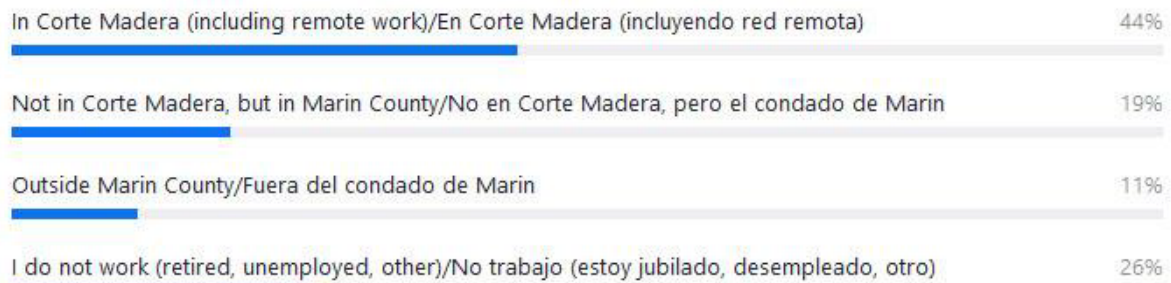 In Corte Madera (including remote work)/En Corte Madera (incluyendo red remota) 44%
Not in Corte Madera, but in Marin County/No en Corte Madera, pero el condado de Marin 19%
Outside Marin County/Fuera del condado de Marin 11%
I do not work (retired, unemployed, other)/No trabajo (estoy jubilado, desempleado, otro) 26%